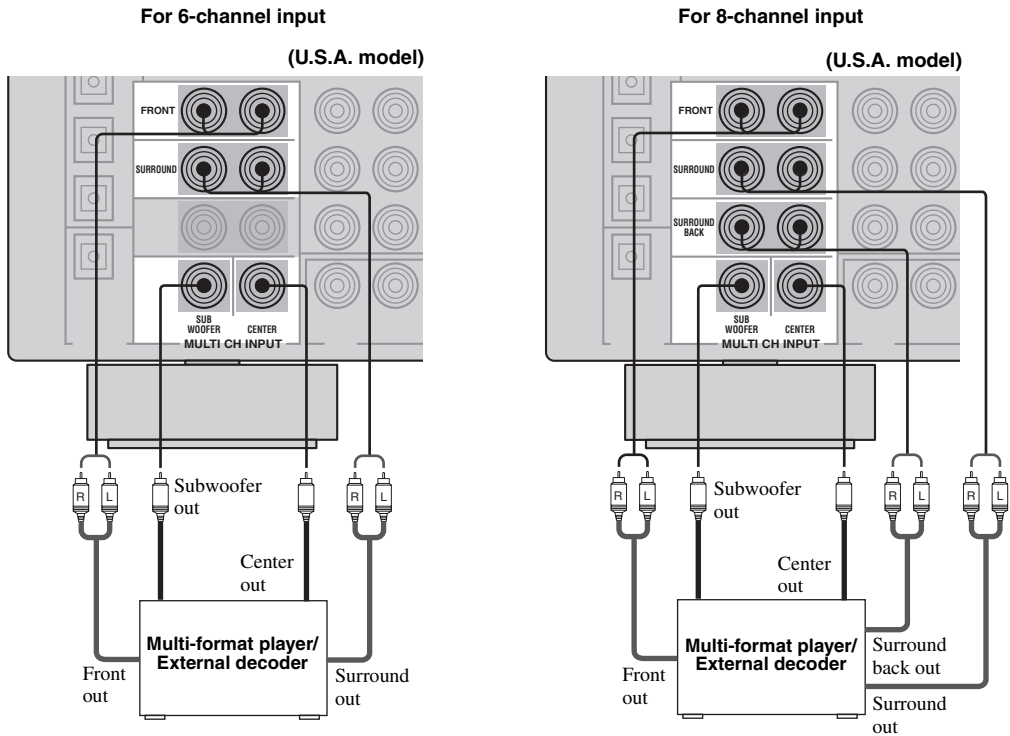 For 6-channel input
(U.S.A. model)
FRONT
SURROUND
SUB
WOOFER
CENTER
MULTI CH INPUT
R
L
Subwoofer
out
R
L
Center
out
Multi-format player/
External decoder
Front
out
Surround
out
For 8-channel input
(U.S.A. model)
FRONT
SURROUND
SURROUND
BACK
SUB
WOOFER
CENTER
MULTI CH INPUT
R
L
Subwoofer
out
R
L
R
L
Center
out
Multi-format player/
External decoder
Front
out
Surround
back out
Surround
out